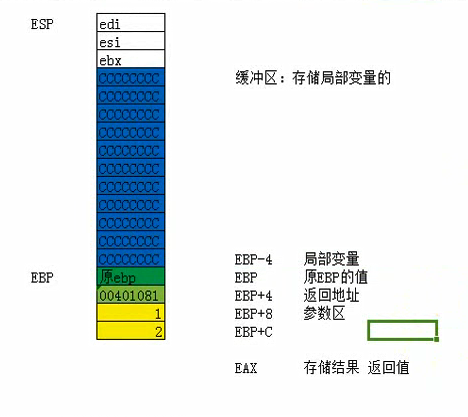 ESP edi
esi
ebx
CCCCCCCC 缓冲区：存储局部变量的
CCCCCCCC
CCCCCCCC
CCCCCCCC
CCCCCCCC
CCCCCCCC
CCCCCCCC
CCCCCCCC
CCCCCCCC
CCCCCCCC
CCCCCCCC EBP-4 局部变量
EBP 原ebp EBP 原EBP的值
00401081 EBP+4 返回地址
1 EBP+8 参数区
2 EBP+C
EAX 存储结果 返回值